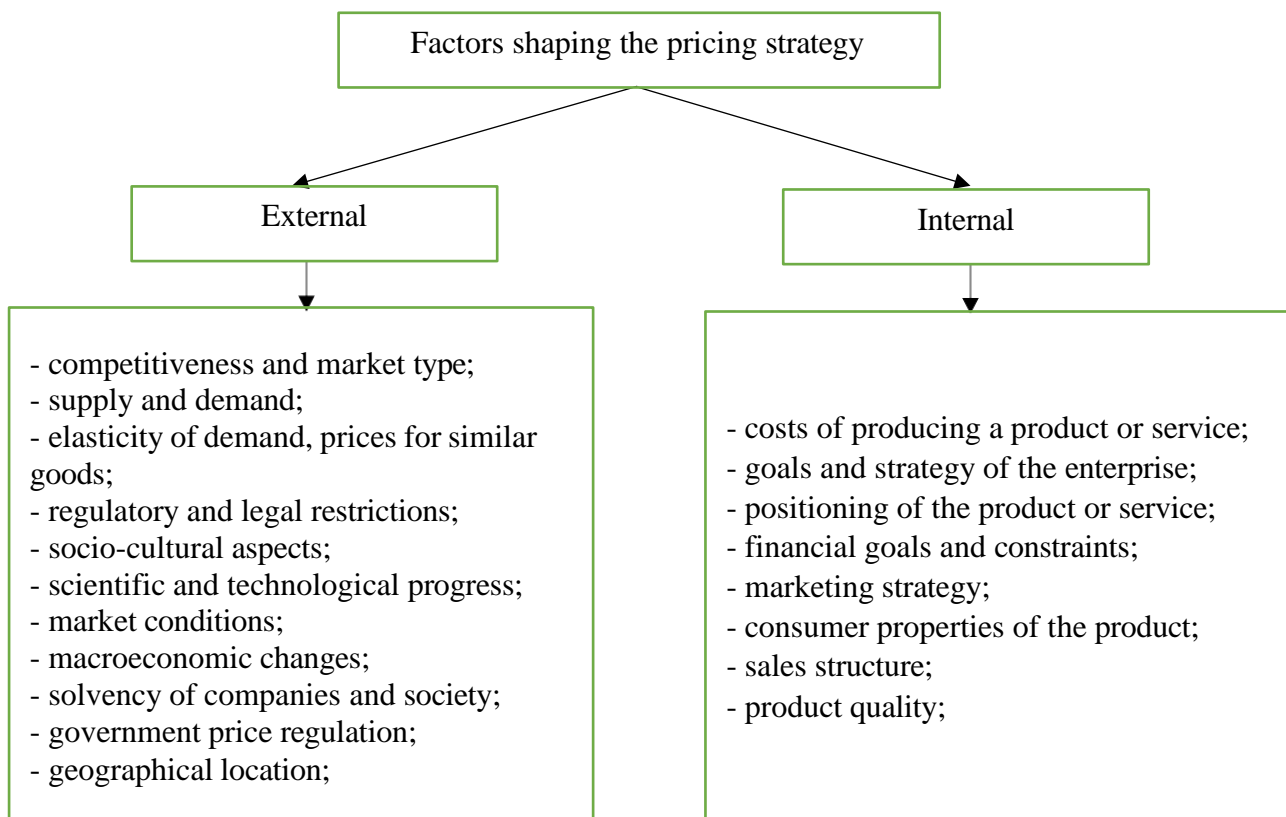 Factors shaping the pricing strategy
External
Internal
- competitiveness and market type;
- supply and demand;
- elasticity of demand, prices for similar
goods;
- regulatory and legal restrictions;
- socio-cultural aspects;
- scientific and technological progress;
- market conditions;
- macroeconomic changes;
- solvency of companies and society;
- government price regulation;
- geographical location;
- costs of producing a product or service;
- goals and strategy of the enterprise;
- positioning of the product or service;
- financial goals and constraints;
- marketing strategy;
- consumer properties of the product;
- sales structure;
- product quality;